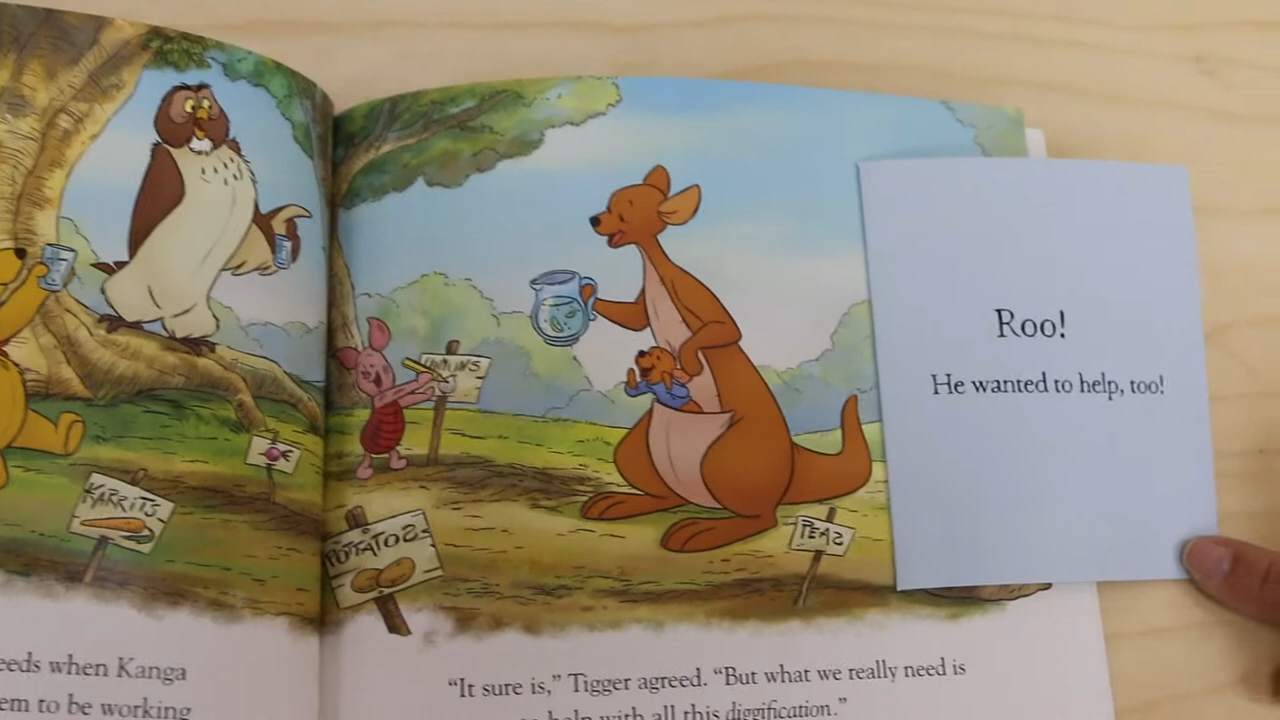 Roo!
He wanted to help, too!
KARRITS
POTTATOS
PEAS
eeds when Kanga
em to be working
“It sure is,” Tigger agreed. “But what we really need is
help with all this diggification.”